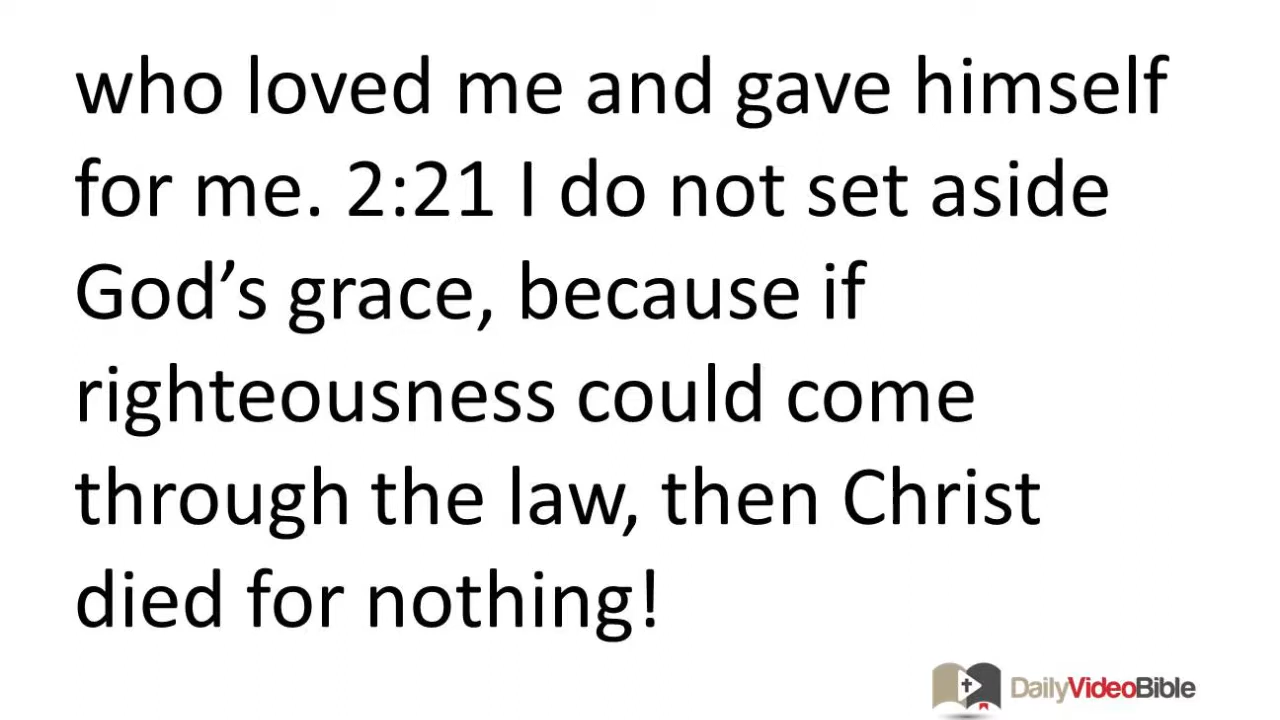 who loved me and gave himself
for me. 2:21 I do not set aside
God’s grace, because if
righteousness could come
through the law, then Christ
died for nothing!
DailyVideoBible